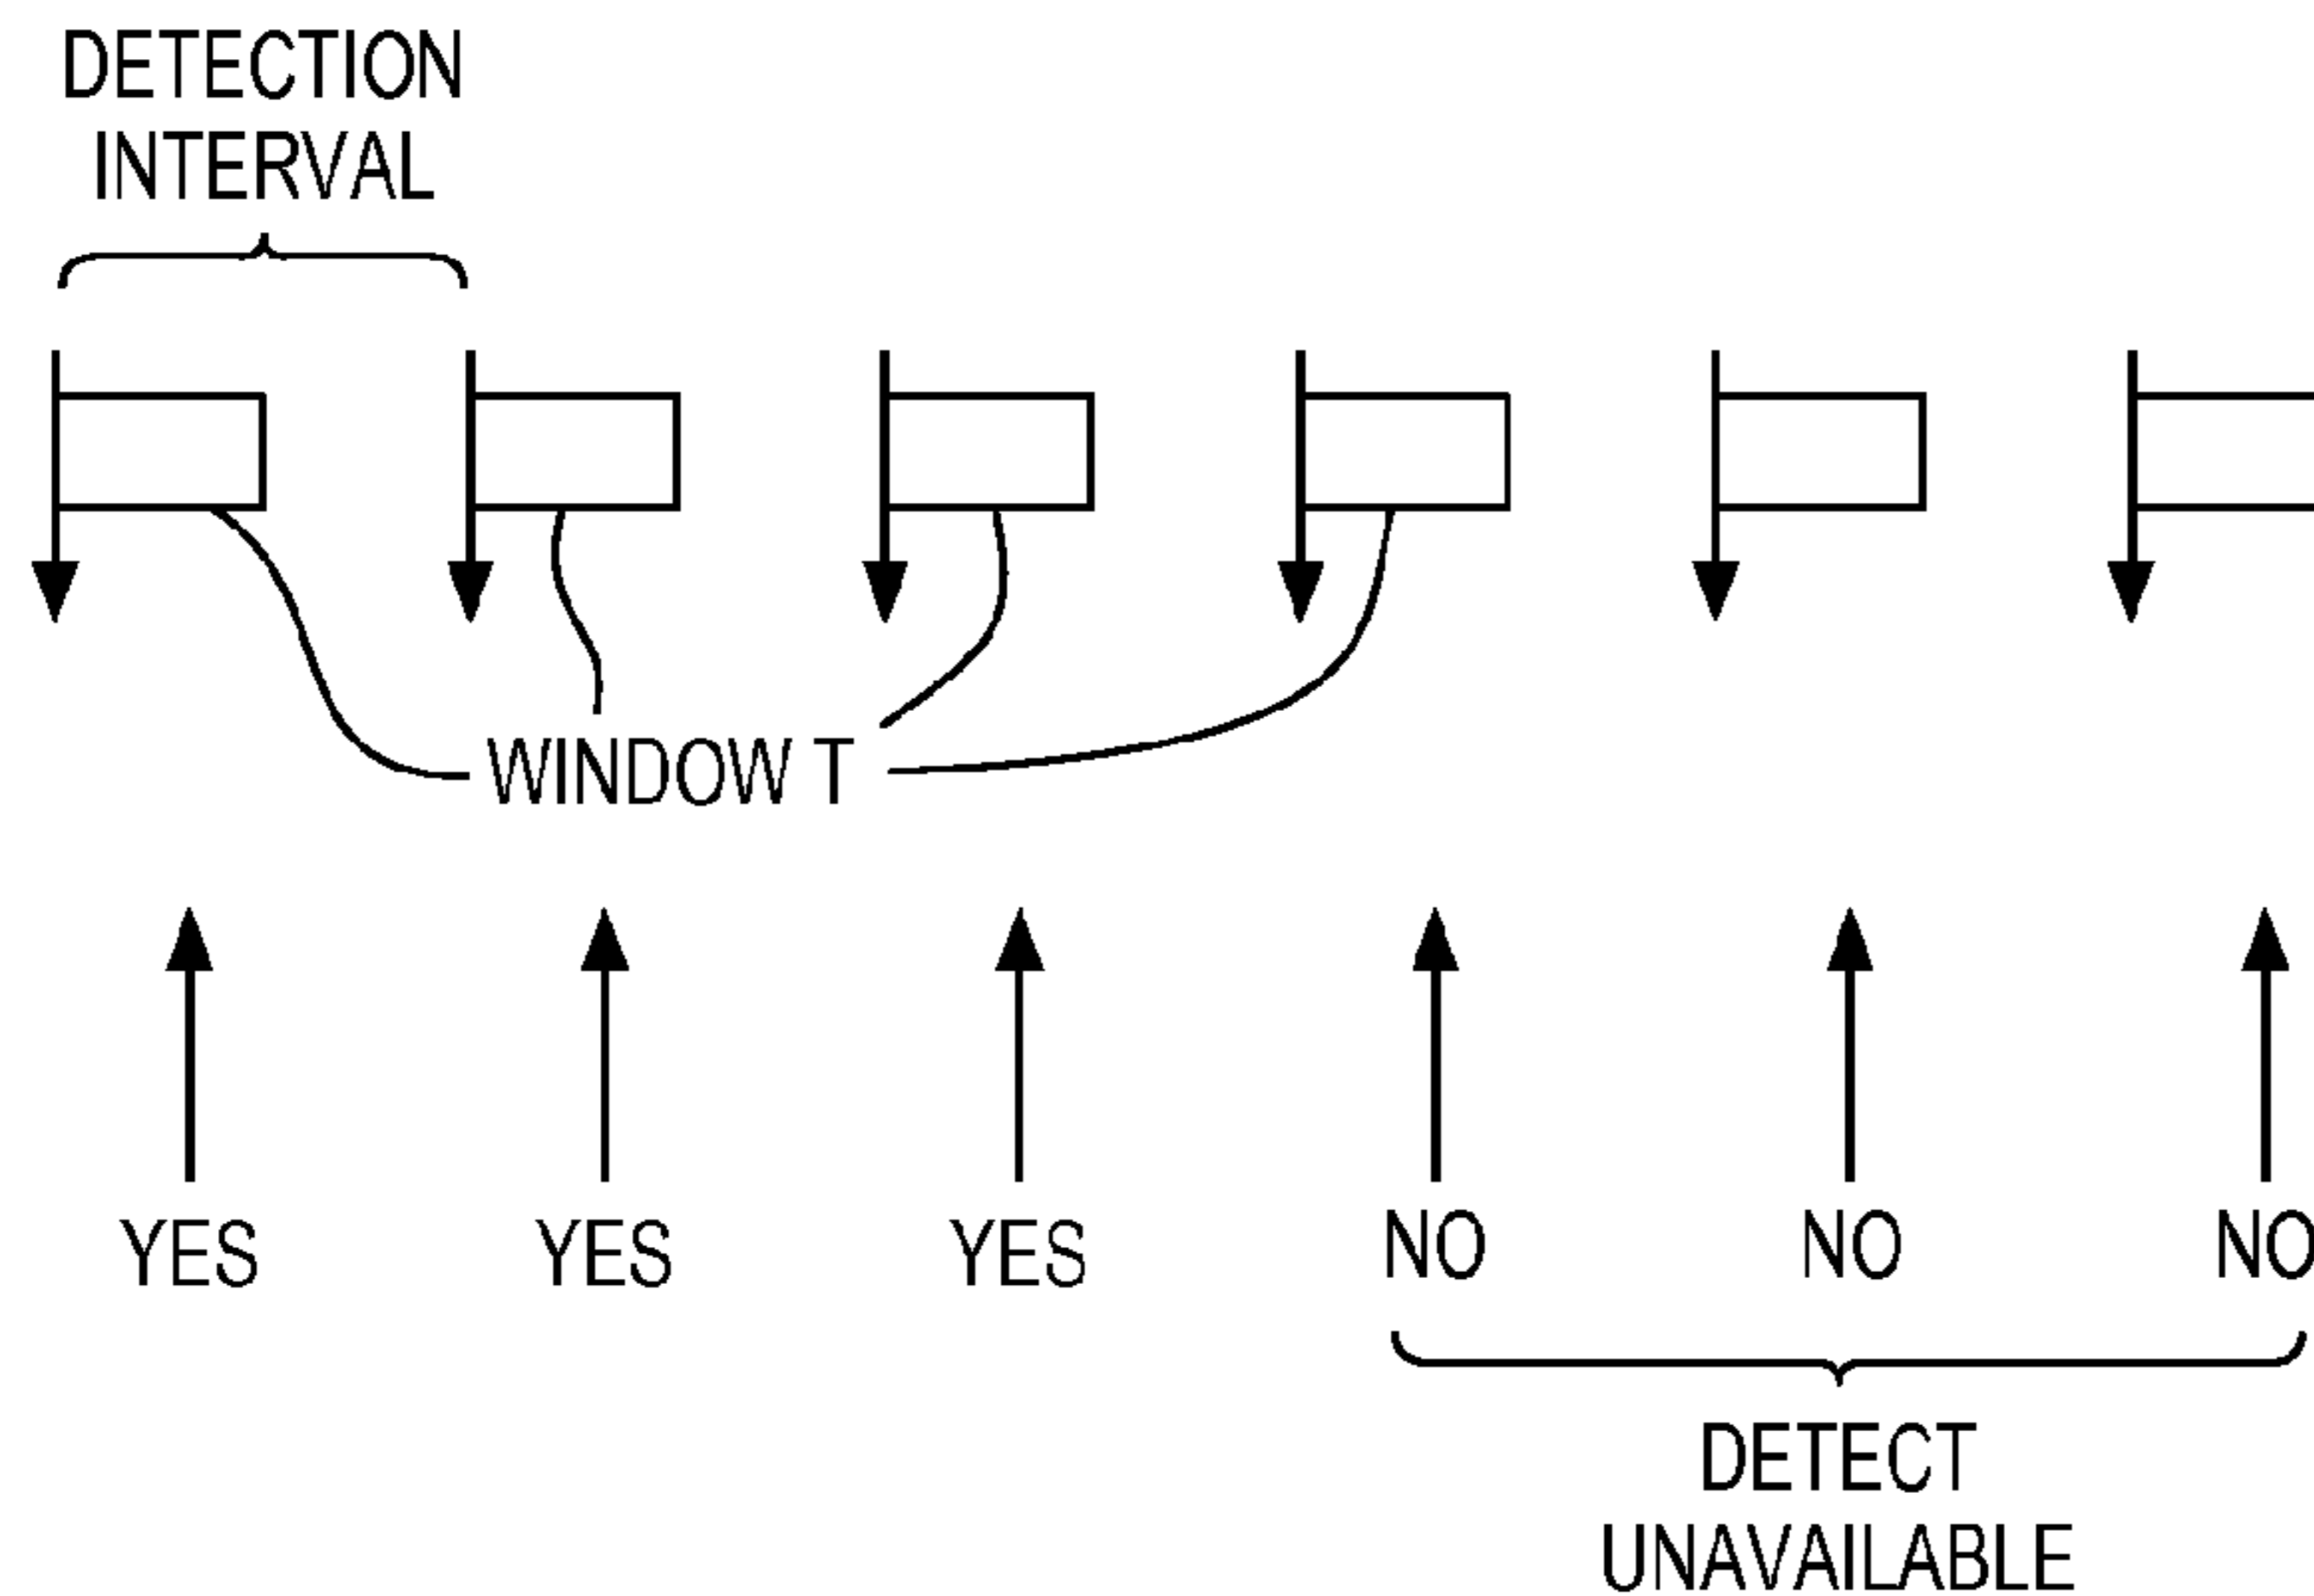 DETECTION
INTERVAL
WINDOW T
YES YES YES NO NO NO
DETECT
UNAVAILABLE